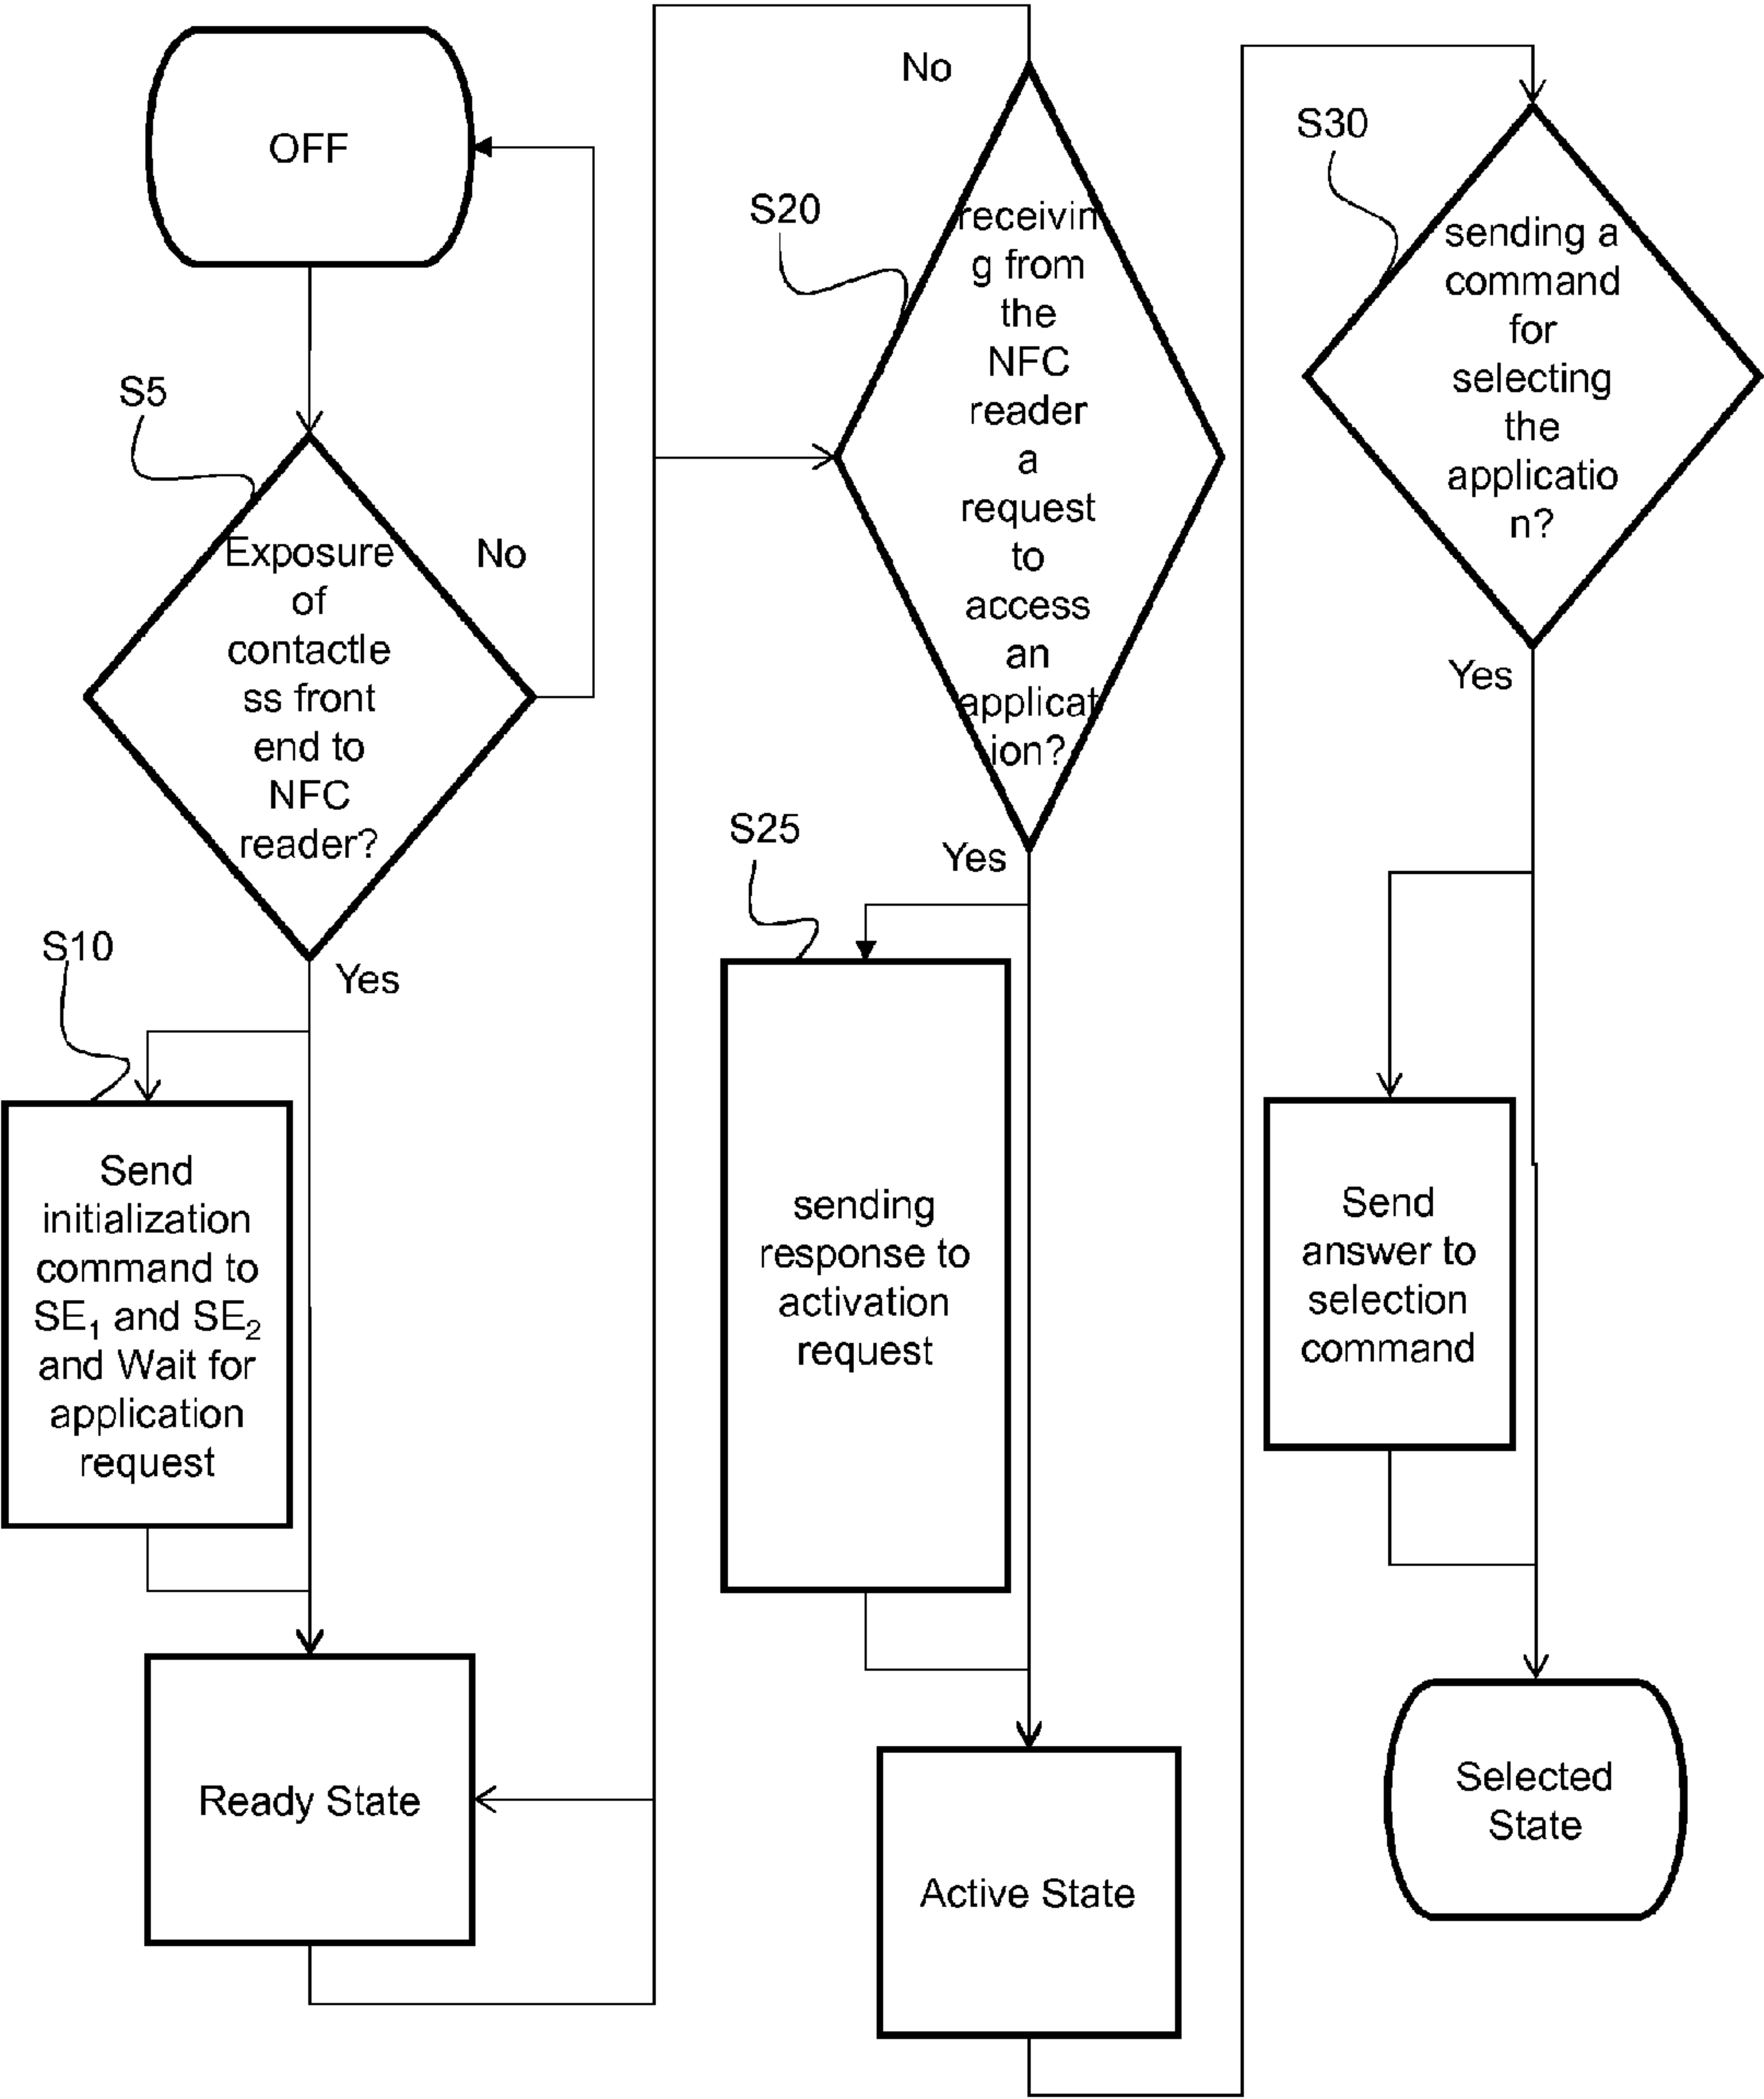 OFF
S5
Exposure
of
contactle
ss front
end to
NFC
reader?
No
Yes
S10
Send
initialization
command to
SE1 and SE2
and Wait for
application
request
Ready State
No
S20
receivin
g from
the
NFC
reader
a
request
to
access
an
applicat
ion?
Yes
S25
sending
response to
activation
request
Active State
S30
sending a
command
for
selecting
the
applicatio
n?
Yes
Send
answer to
selection
command
Selected
State